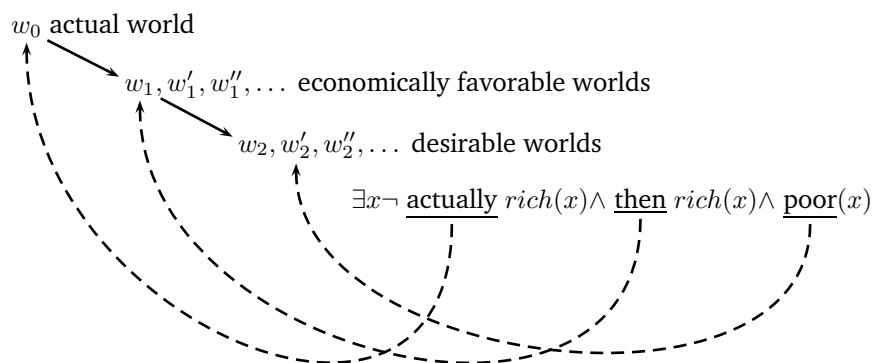 w₀ actual world
w₁, w₁′, w₁″, … economically favorable worlds
w₂, w₂′, w₂″, … desirable worlds
∃x¬ actually rich(x)∧ then rich(x)∧ poor(x)